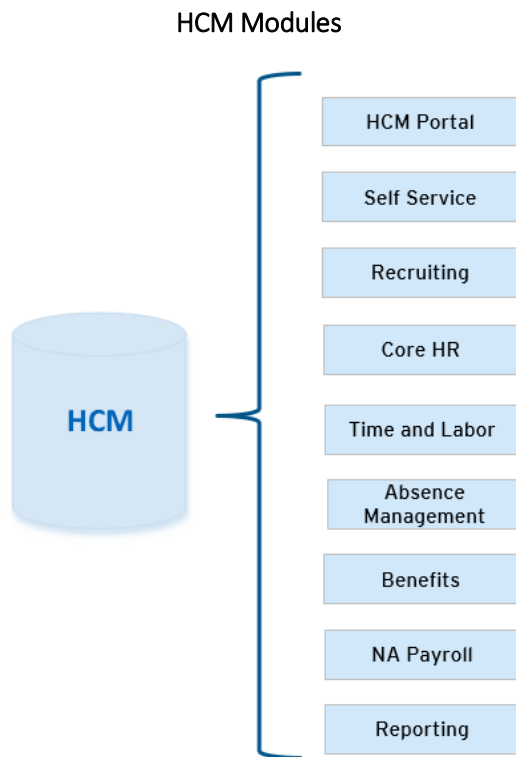 HCM Modules
HCM Portal
Self Service
Recruiting
Core HR
HCM
Time and Labor
Absence
Management
Benefits
NA Payroll
Reporting